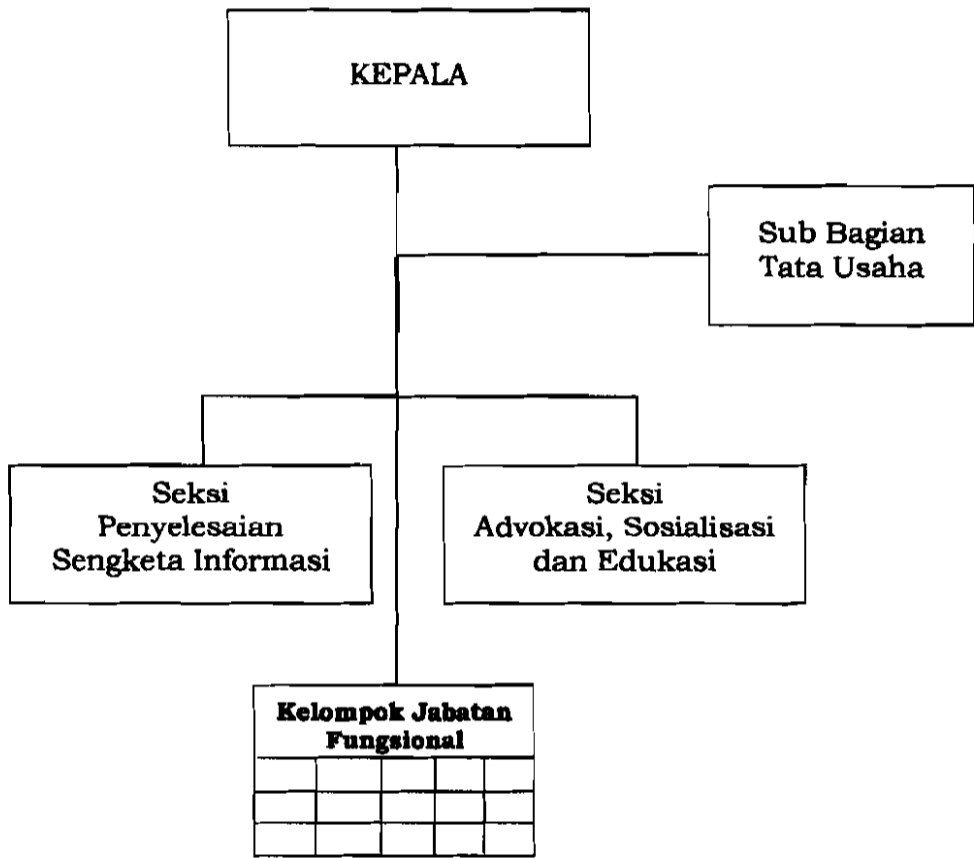 KEPALA
Sub Bagian
Tata Usaha
Seksi
Penyelesaian
Sengketa Informasi
Seksi
Advokasi, Sosialisasi
dan Edukasi
Kelompok Jabatan
Fungsional